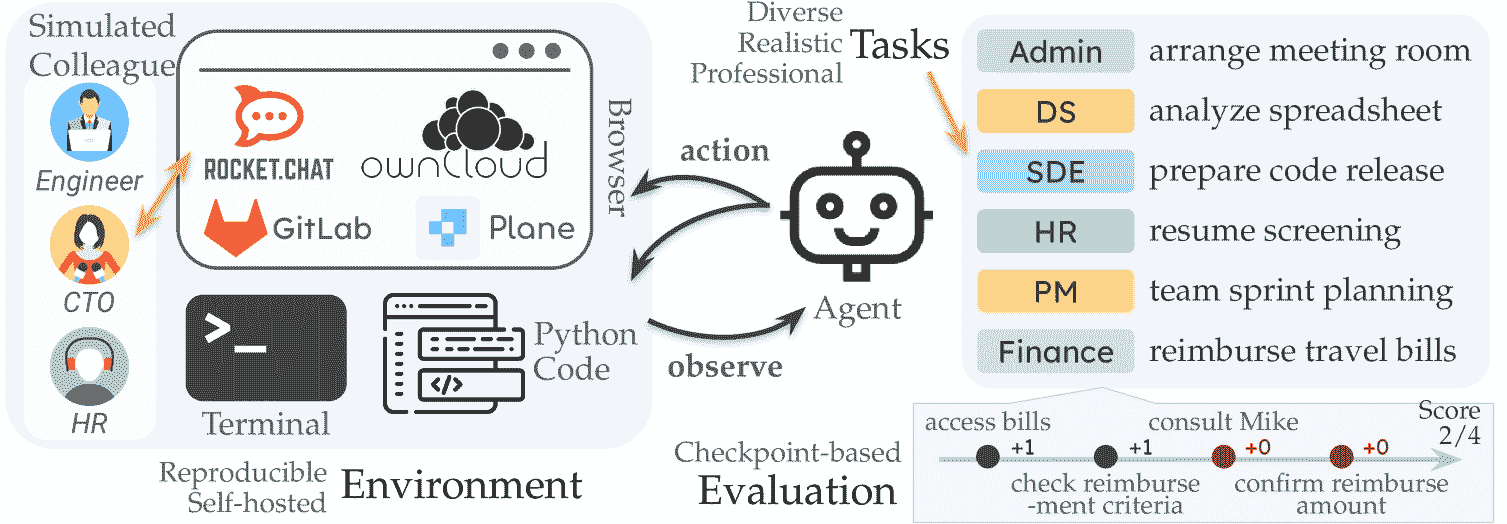 Simulated
Colleague
Engineer
CTO
HR
ROCKET.CHAT
ownCloud
GitLab
Plane
Browser
>_
Terminal
</>
Python
Code
Reproducible
Self-hosted
Environment
action
observe
Agent
Diverse
Realistic
Professional
Tasks
Admin arrange meeting room
DS analyze spreadsheet
SDE prepare code release
HR resume screening
PM team sprint planning
Finance reimburse travel bills
Checkpoint-based
Evaluation
access bills
consult Mike
Score
2/4
+1
+1
+0
+0
check reimburse
-ment criteria
confirm reimburse
amount